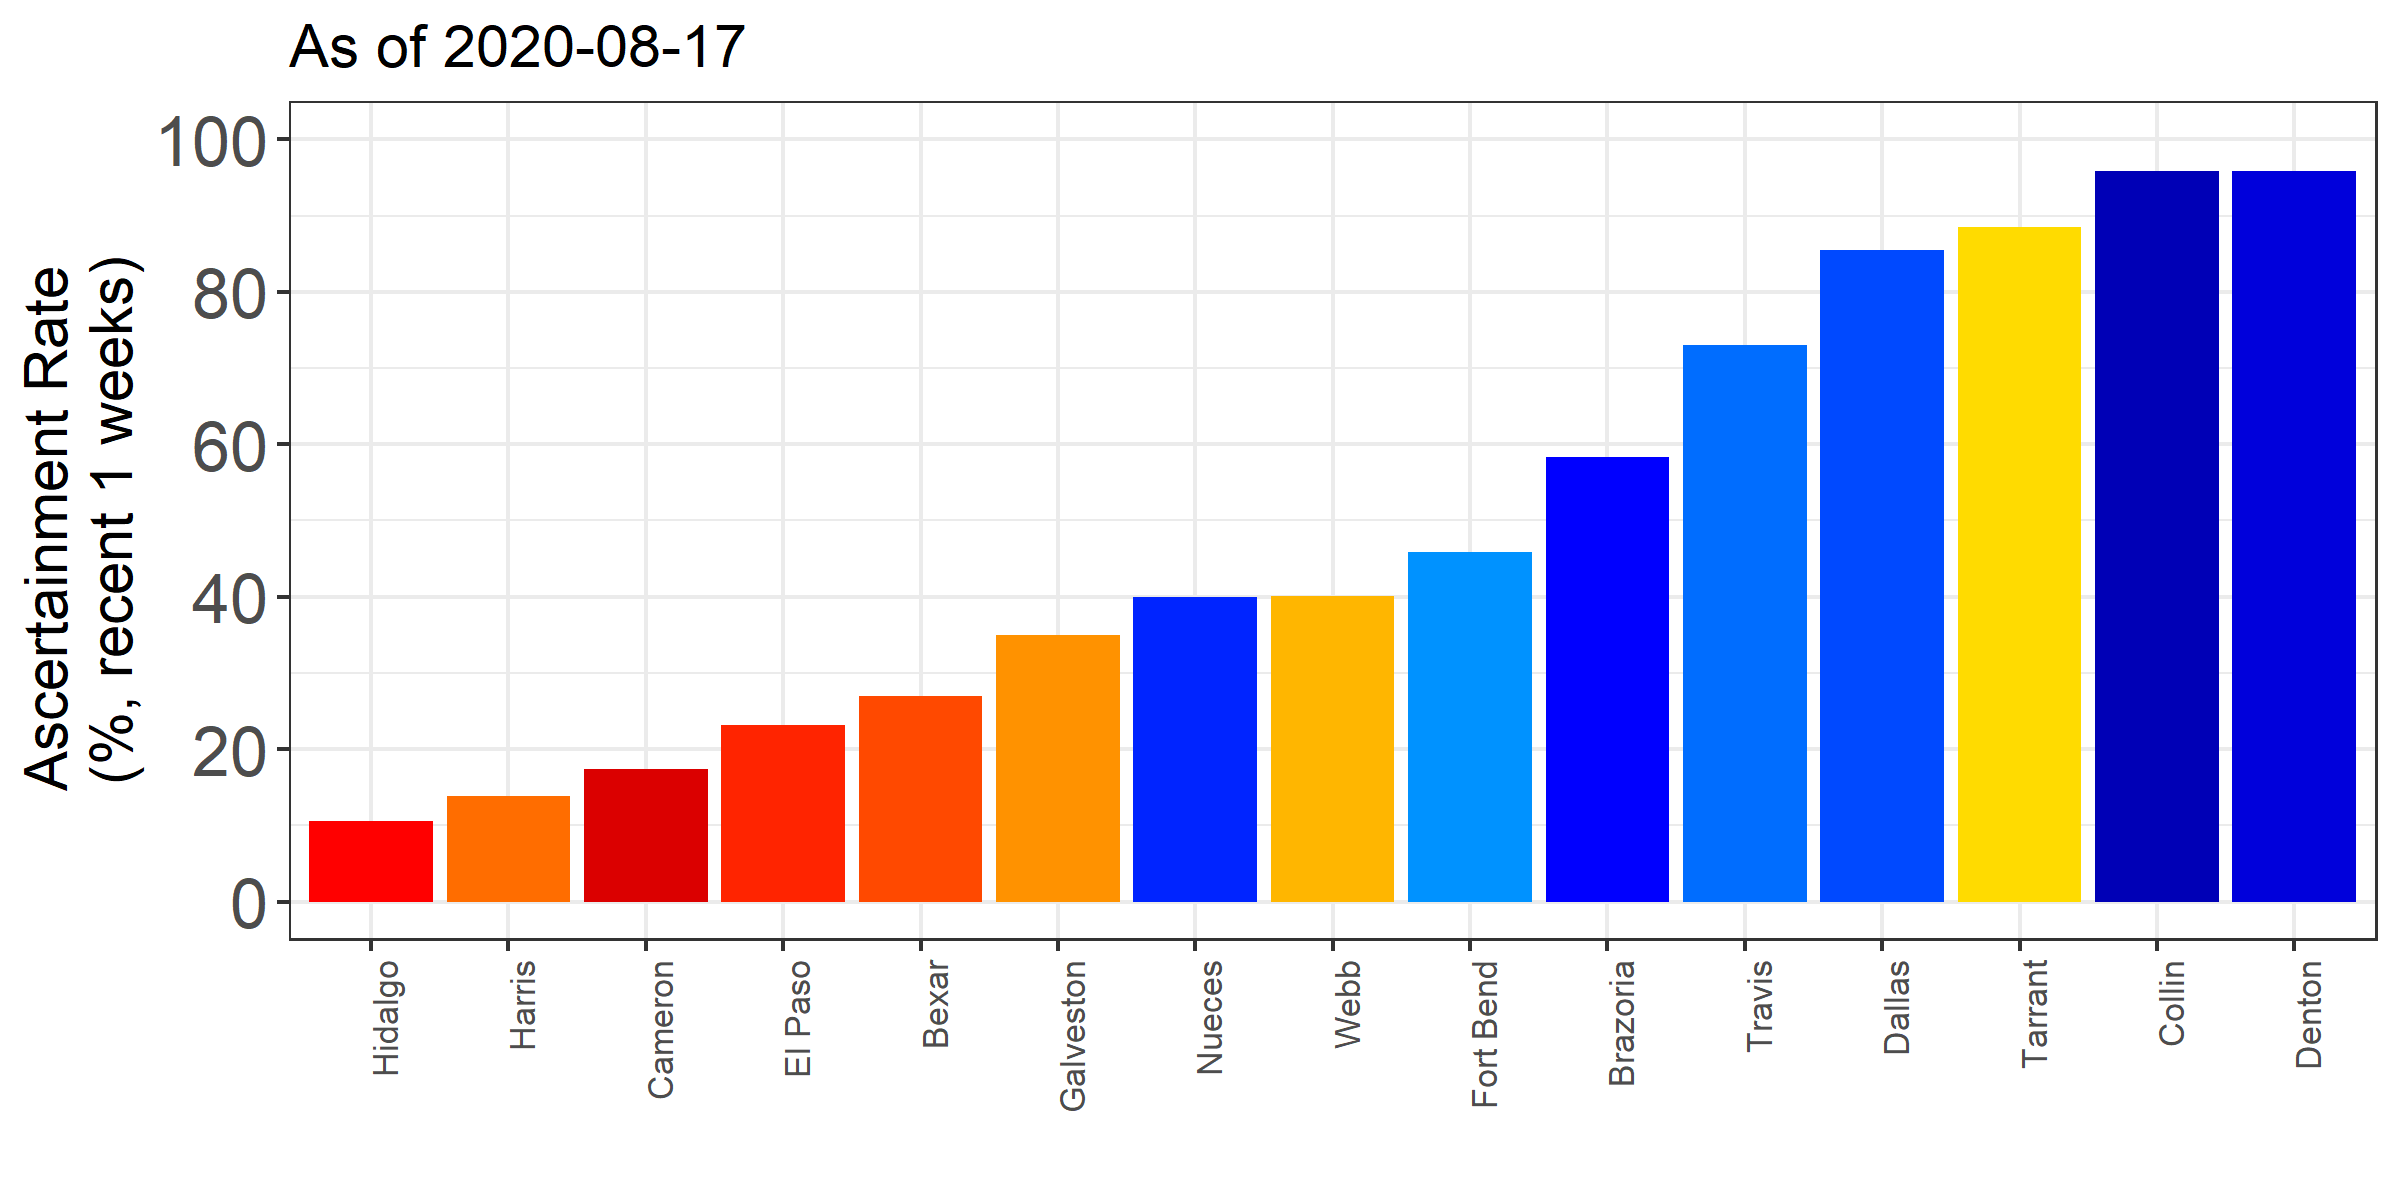 As of 2020-08-17
Ascertainment Rate
(%, recent 1 weeks)
100
80
60
40
20
0
Hidalgo
Harris
Cameron
El Paso
Bexar
Galveston
Nueces
Webb
Fort Bend
Brazoria
Travis
Dallas
Tarrant
Collin
Denton